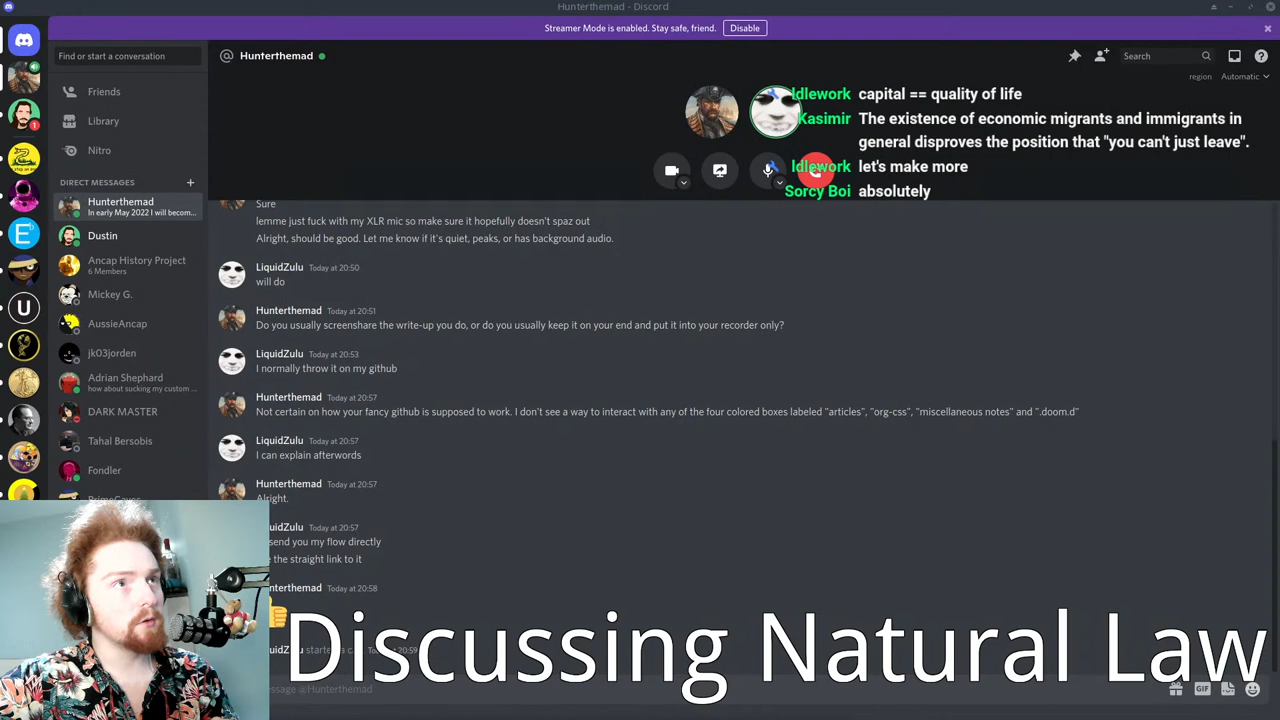 Hunterthemad - Discord
Streamer Mode is enabled. Stay safe, friend. Disable
Find or start a conversation
Hunterthemad
Search
region Automatic
Friends
Library
Nitro
DIRECT MESSAGES
Hunterthemad
In early May 2022 I will becom...
Dustin
Ancap History Project
6 Members
Mickey G.
AussieAncap
jk03jorden
Adrian Shephard
how about sucking my custom ...
DARK MASTER
Tahal Bersobis
Fondler
Idlework capital == quality of life
Kasimir The existence of economic migrants and immigrants in
general disproves the position that "you can't just leave".
Idlework let's make more
Sorcy Boi absolutely
Sure
lemme just fuck with my XLR mic so make sure it hopefully doesn't spaz out
Alright, should be good. Let me know if it's quiet, peaks, or has background audio.
LiquidZulu Today at 20:50
will do
Hunterthemad Today at 20:51
Do you usually screenshare the write-up you do, or do you usually keep it on your end and put it into your recorder only?
LiquidZulu Today at 20:53
I normally throw it on my github
Hunterthemad Today at 20:57
Not certain on how your fancy github is supposed to work. I don't see a way to interact with any of the four colored boxes labeled "articles", "org-css", "miscellaneous notes" and ".doom.d"
LiquidZulu Today at 20:57
I can explain afterwords
Hunterthemad Today at 20:57
Alright.
quidZulu Today at 20:57
send you my flow directly
the straight link to it
nterthemad Today at 20:58
Today at 20:59
essage @Hunterthemad
GIF
Discussing Natural Law